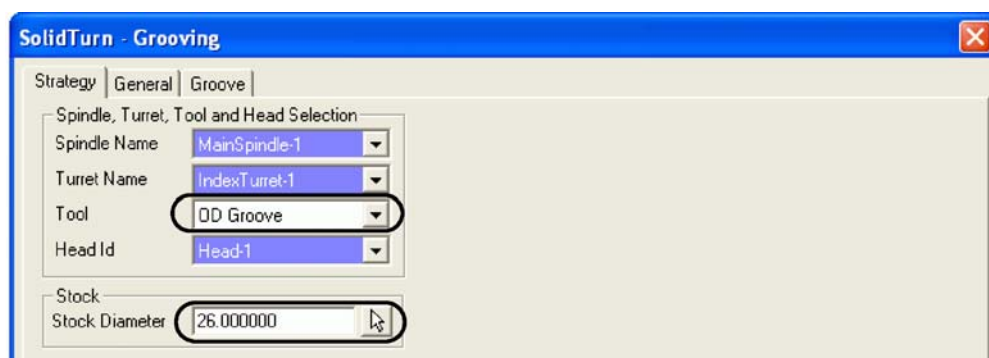 SolidTurn - Grooving
Strategy General Groove
Spindle, Turret, Tool and Head Selection
Spindle Name MainSpindle-1
Turret Name IndexTurret-1
Tool OD Groove
Head Id Head-1
Stock
Stock Diameter 26.000000